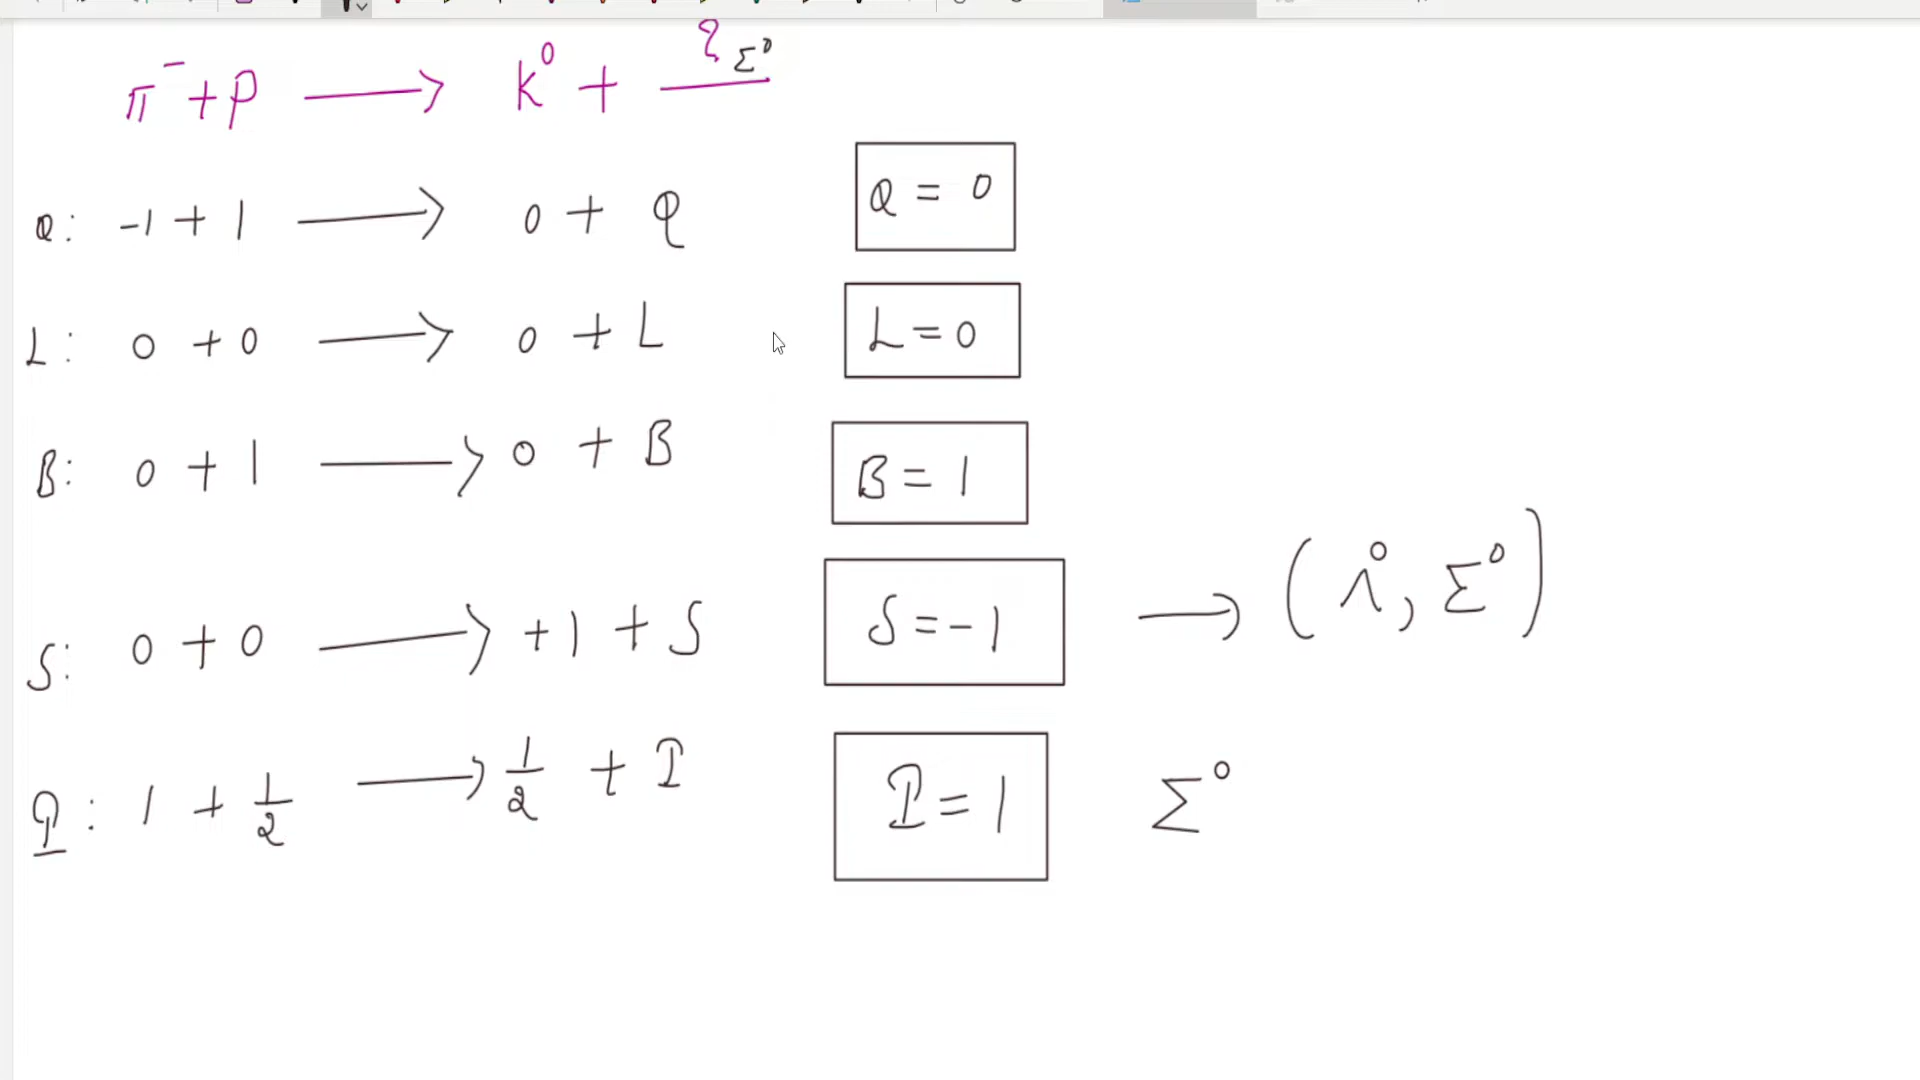 π⁻ + p ⟶ K⁰ + ? Σ⁰
Q: -1 + 1 ⟶ 0 + Q Q = 0
L: 0 + 0 ⟶ 0 + L L = 0
B: 0 + 1 ⟶ 0 + B B = 1
S: 0 + 0 ⟶ +1 + S S = -1 ⟶ (Λ⁰, Σ⁰)
I: 1 + 1/2 ⟶ 1/2 + I I = 1 Σ⁰